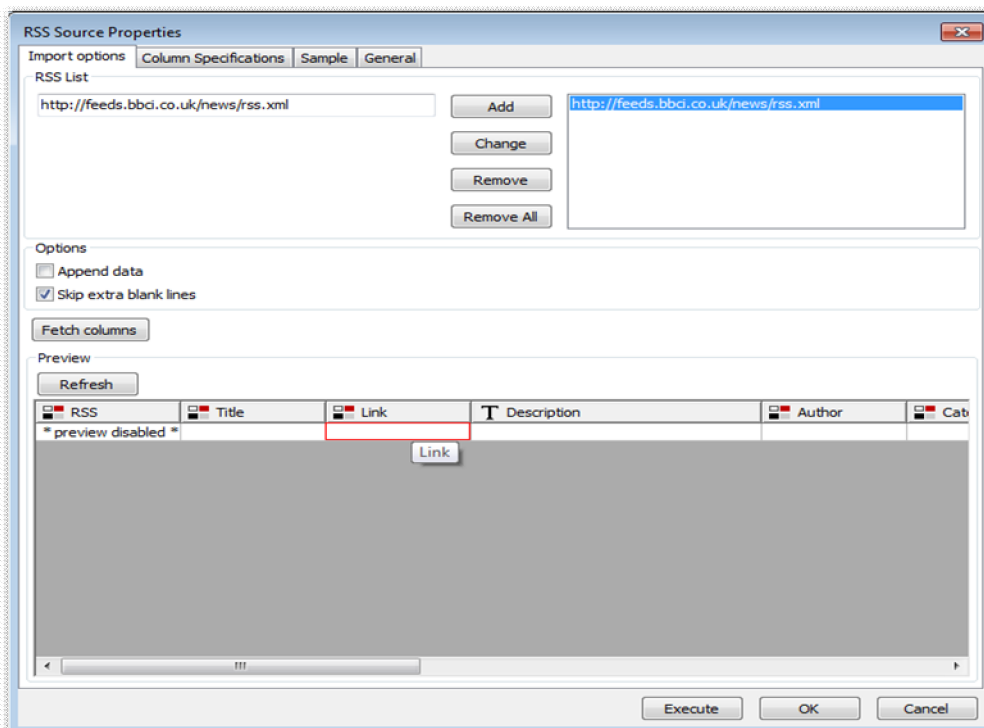 RSS Source Properties
Import options Column Specifications Sample General
RSS List
http://feeds.bbci.co.uk/news/rss.xml Add http://feeds.bbci.co.uk/news/rss.xml
Change
Remove
Remove All
Options
Append data
Skip extra blank lines
Fetch columns
Preview
Refresh
RSS Title Link T Description Author Cat
* preview disabled *
Link
Execute OK Cancel